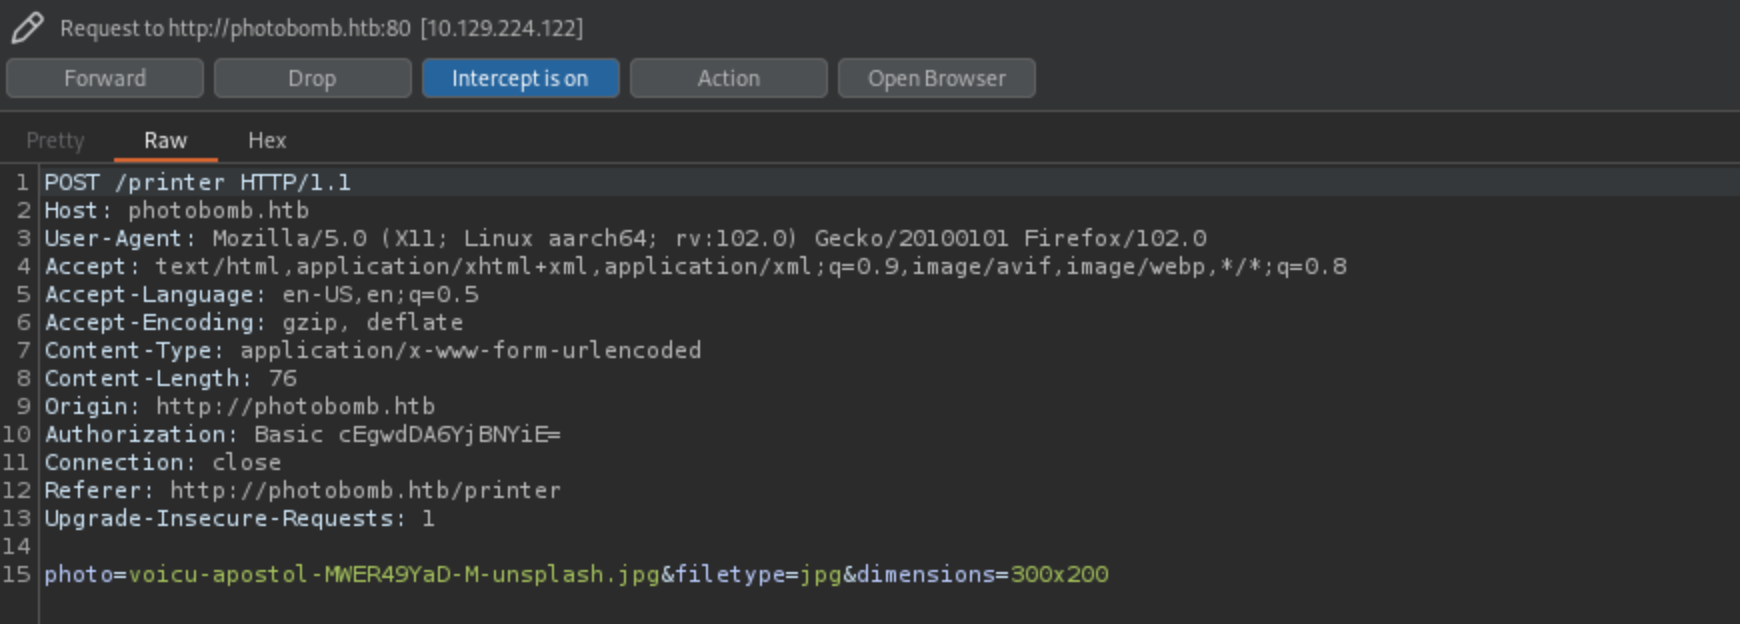 Request to http://photobomb.htb:80 [10.129.224.122]
Forward Drop Intercept is on Action Open Browser
Pretty Raw Hex
1 POST /printer HTTP/1.1
2 Host: photobomb.htb
3 User-Agent: Mozilla/5.0 (X11; Linux aarch64; rv:102.0) Gecko/20100101 Firefox/102.0
4 Accept: text/html,application/xhtml+xml,application/xml;q=0.9,image/avif,image/webp,*/*;q=0.8
5 Accept-Language: en-US,en;q=0.5
6 Accept-Encoding: gzip, deflate
7 Content-Type: application/x-www-form-urlencoded
8 Content-Length: 76
9 Origin: http://photobomb.htb
10 Authorization: Basic cEgwdDA6YjBNYiE=
11 Connection: close
12 Referer: http://photobomb.htb/printer
13 Upgrade-Insecure-Requests: 1
14
15 photo=voicu-apostol-MWER49YaD-M-unsplash.jpg&filetype=jpg&dimensions=300x200